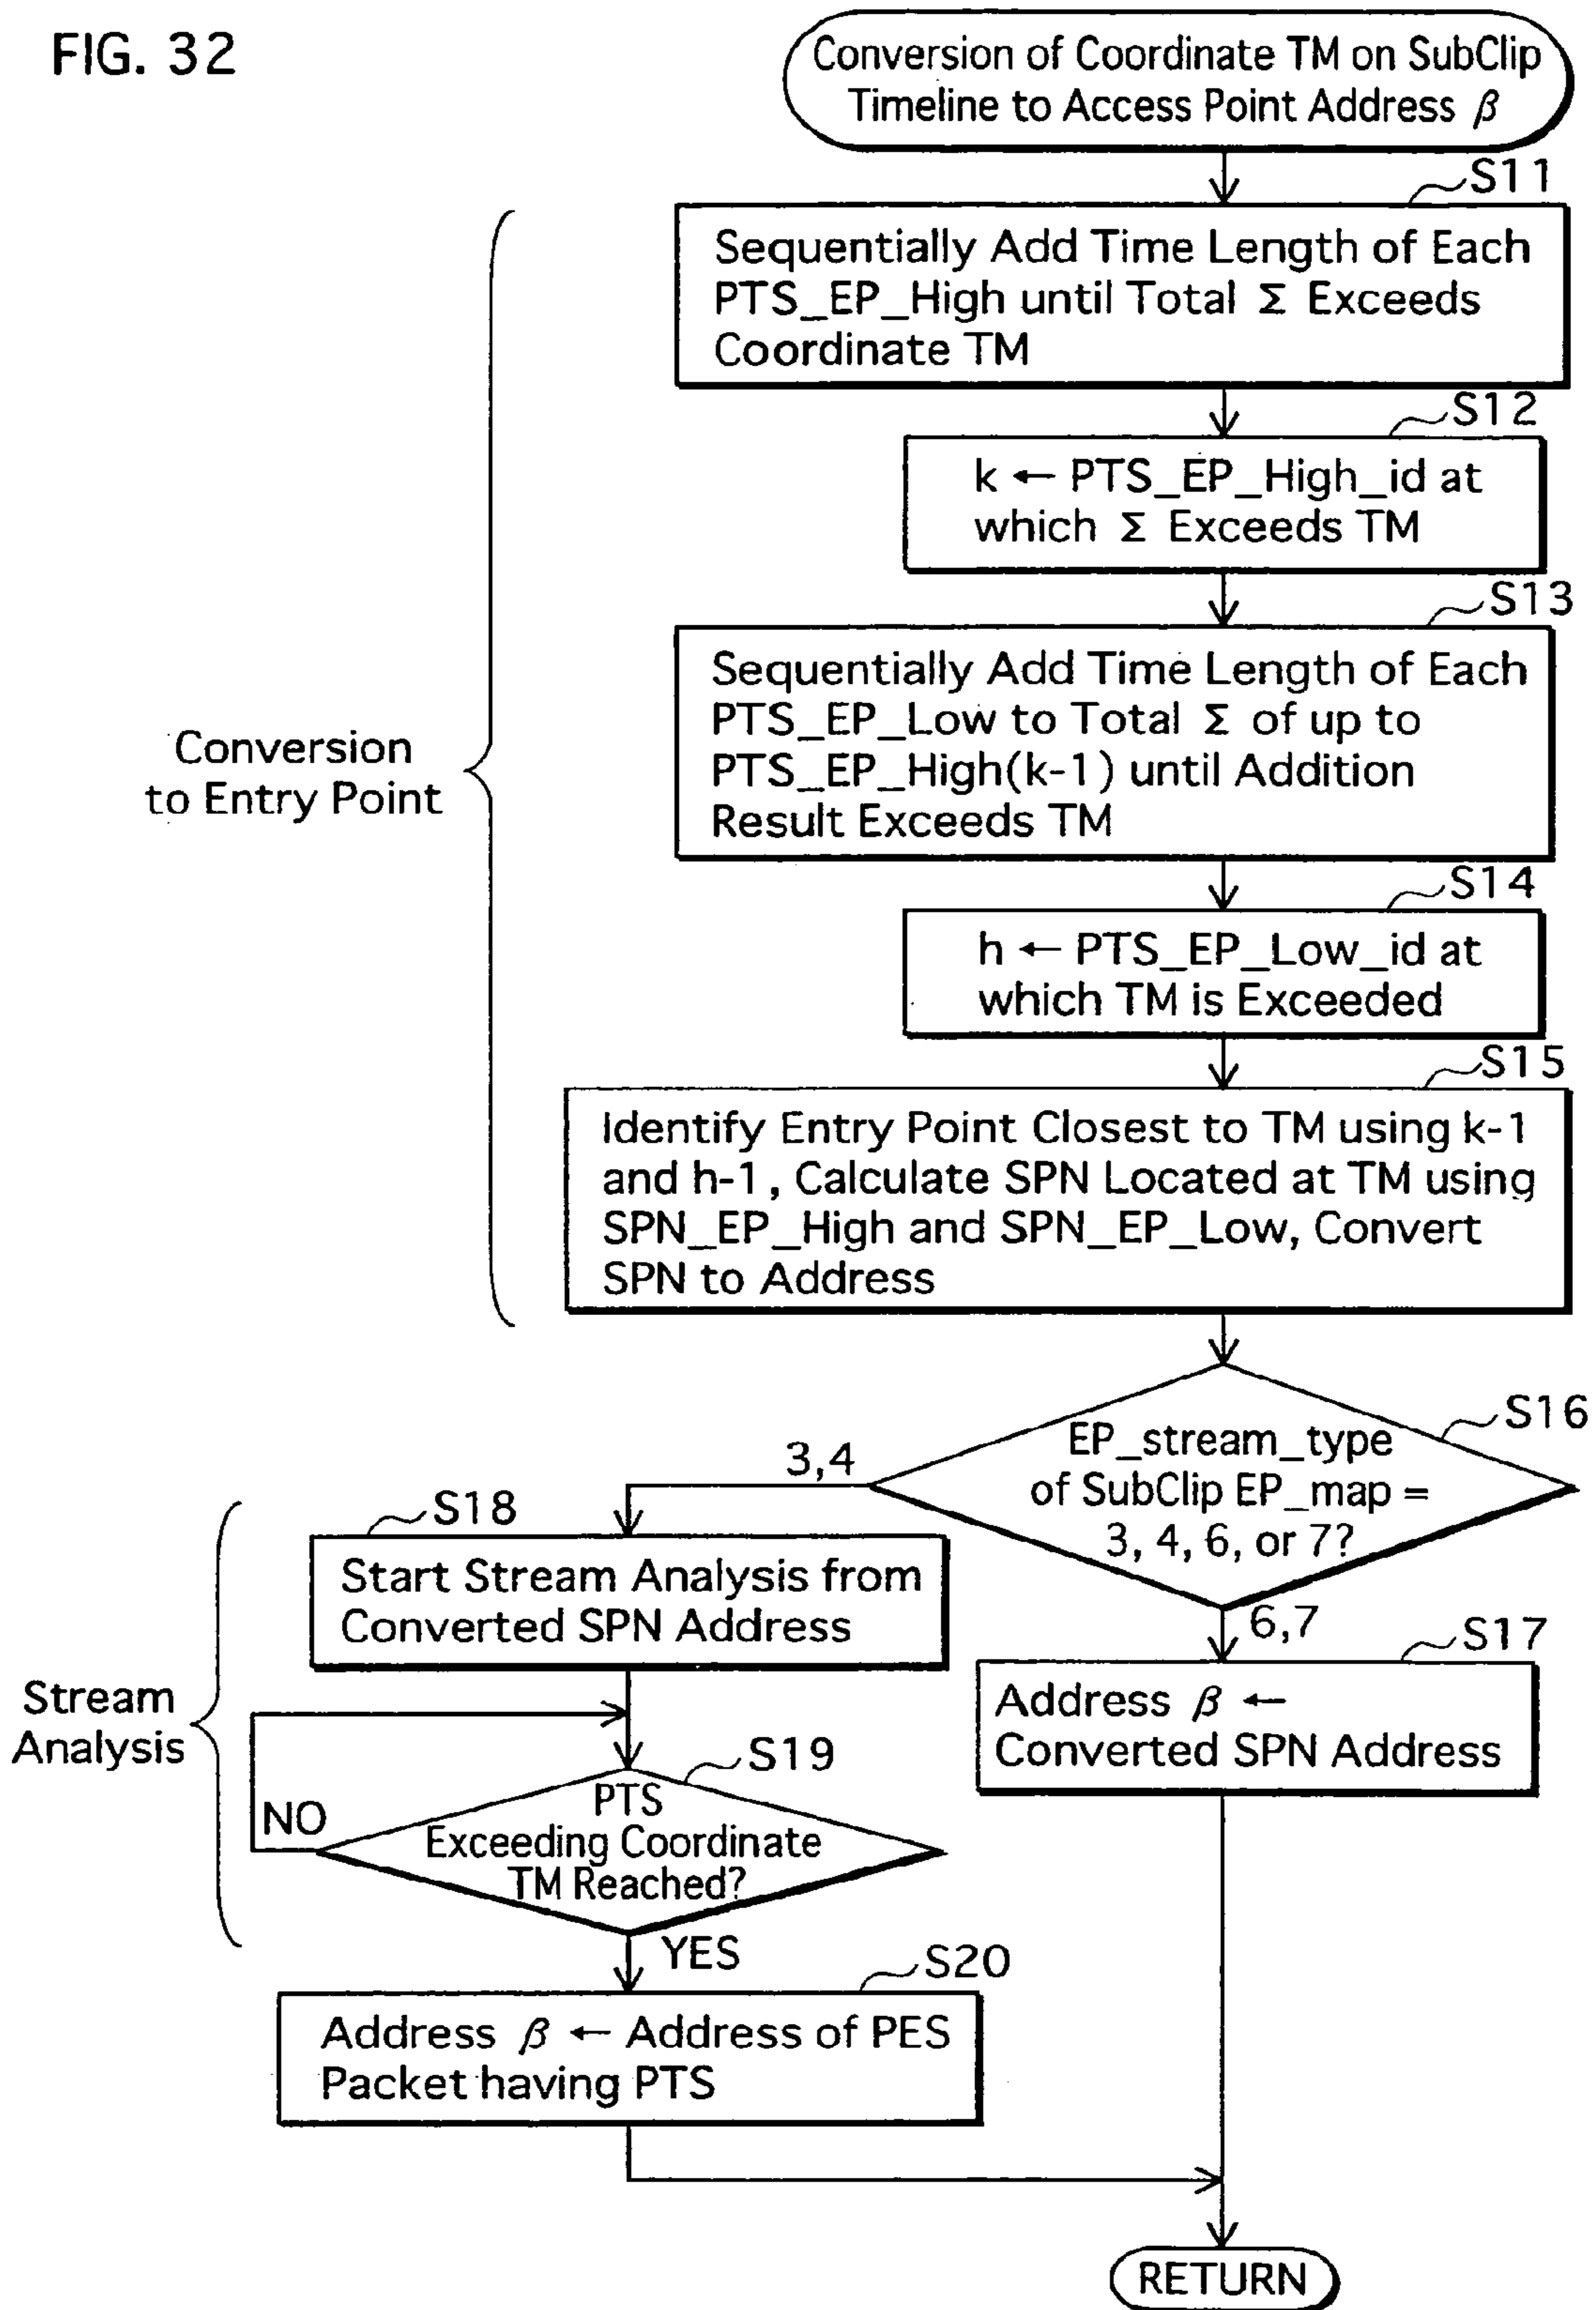 FIG. 32
Conversion of Coordinate TM on SubClip
Timeline to Access Point Address β
S11
Sequentially Add Time Length of Each
PTS_EP_High until Total Σ Exceeds
Coordinate TM
S12
k ← PTS_EP_High_id at
which Σ Exceeds TM
S13
Sequentially Add Time Length of Each
PTS_EP_Low to Total Σ of up to
PTS_EP_High(k-1) until Addition
Result Exceeds TM
Conversion
to Entry Point
S14
h ← PTS_EP_Low_id at
which TM is Exceeded
S15
Identify Entry Point Closest to TM using k-1
and h-1, Calculate SPN Located at TM using
SPN_EP_High and SPN_EP_Low, Convert
SPN to Address
S16
EP_stream_type
of SubClip EP_map =
3, 4, 6, or 7?
3,4
6,7
S18
Start Stream Analysis from
Converted SPN Address
S17
Address β ←
Converted SPN Address
Stream
Analysis
S19
PTS
Exceeding Coordinate
TM Reached?
NO
YES
S20
Address β ← Address of PES
Packet having PTS
RETURN